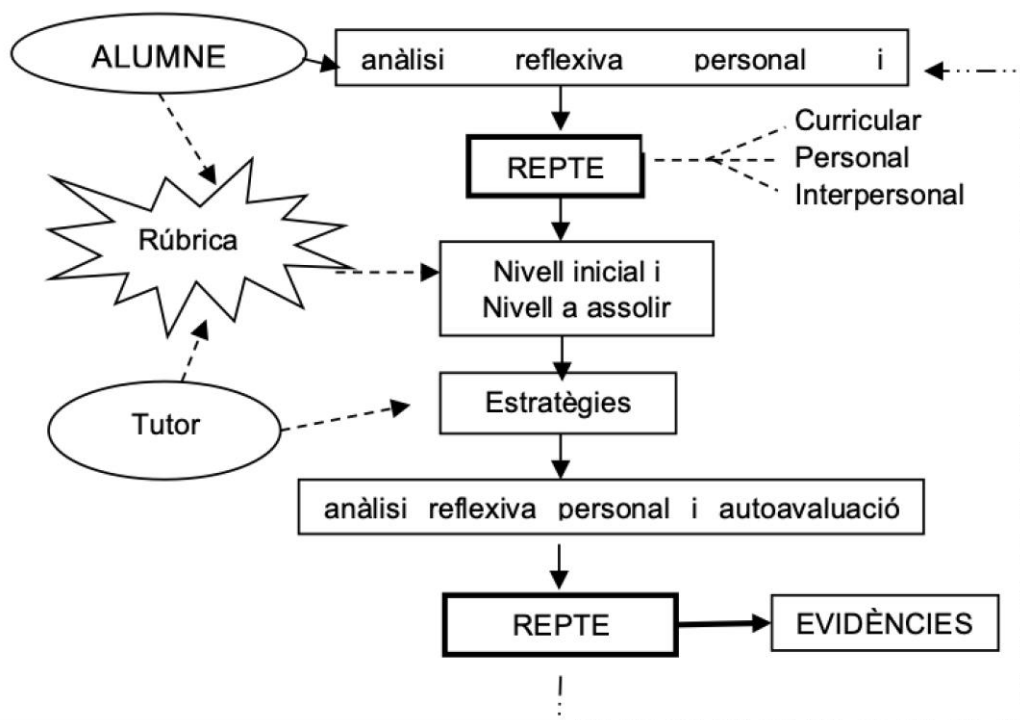 ALUMNE
anàlisi reflexiva personal i
REPTE
Curricular
Personal
Interpersonal
Rúbrica
Nivell inicial i
Nivell a assolir
Estratègies
Tutor
anàlisi reflexiva personal i autoavaluació
REPTE
EVIDÈNCIES